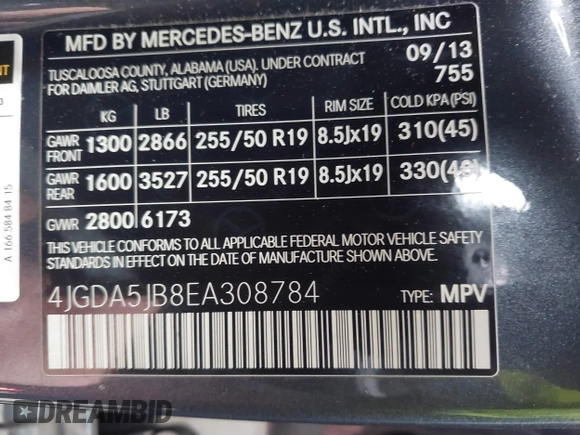 MFD BY MERCEDES-BENZ U.S. INTL., INC
TUSCALOOSA COUNTY, ALABAMA (USA). UNDER CONTRACT 09/13
FOR DAIMLER AG, STUTTGART (GERMANY) 755
KG LB TIRES RIM SIZE COLD KPA (PSI)
GAWR FRONT 1300 2866 255/50 R19 8.5Jx19 310(45)
GAWR REAR 1600 3527 255/50 R19 8.5Jx19 330(48)
GVWR 2800 6173
THIS VEHICLE CONFORMS TO ALL APPLICABLE FEDERAL MOTOR VEHICLE SAFETY
STANDARDS IN EFFECT ON THE DATE OF MANUFACTURE SHOWN ABOVE.
4JGDA5JB8EA308784 TYPE: MPV
A 166 584 84 15
DREAMBID